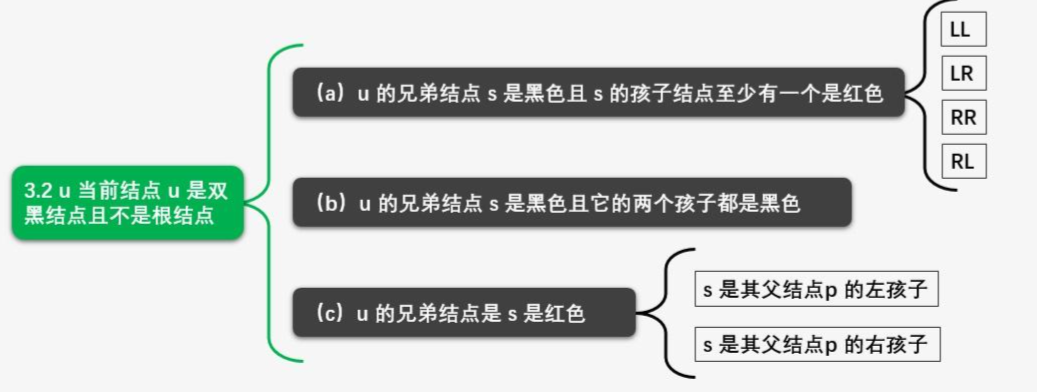 （a）u 的兄弟结点 s 是黑色且 s 的孩子结点至少有一个是红色
LL
LR
RR
RL
3.2 u 当前结点 u 是双
黑结点且不是根结点
（b）u 的兄弟结点 s 是黑色且它的两个孩子都是黑色
（c）u 的兄弟结点是 s 是红色
s 是其父结点p 的左孩子
s 是其父结点p 的右孩子